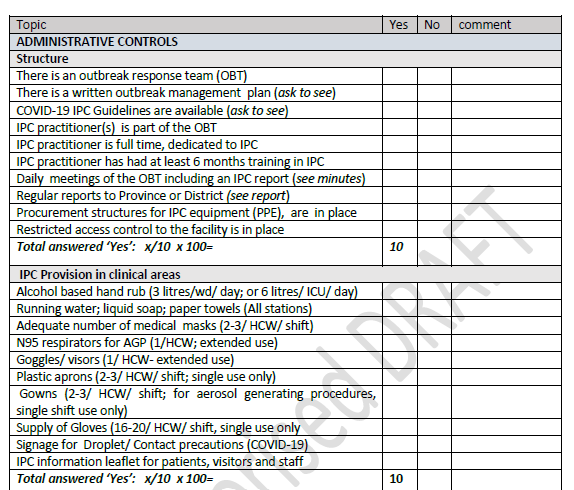 Topic Yes No comment
ADMINISTRATIVE CONTROLS
Structure
There is an outbreak response team (OBT)
There is a written outbreak management plan (ask to see)
COVID-19 IPC Guidelines are available (ask to see)
IPC practitioner(s) is part of the OBT
IPC practitioner is full time, dedicated to IPC
IPC practitioner has had at least 6 months training in IPC
Daily meetings of the OBT including an IPC report (see minutes)
Regular reports to Province or District (see report)
Procurement structures for IPC equipment (PPE), are in place
Restricted access control to the facility is in place
Total answered ‘Yes’: x/10 x 100= 10
IPC Provision in clinical areas
Alcohol based hand rub (3 litres/wd/ day; or 6 litres/ ICU/ day)
Running water; liquid soap; paper towels (All stations)
Adequate number of medical masks (2-3/ HCW/ shift)
N95 respirators for AGP (1/HCW; extended use)
Goggles/ visors (1/ HCW- extended use)
Plastic aprons (2-3/ HCW/ shift; single use only)
Gowns (2-3/ HCW/ shift; for aerosol generating procedures,
single shift use only)
Supply of Gloves (16-20/ HCW/ shift, single use only
Signage for Droplet/ Contact precautions (COVID-19)
IPC information leaflet for patients, visitors and staff
Total answered ‘Yes’: x/10 x 100= 10
DRAFT